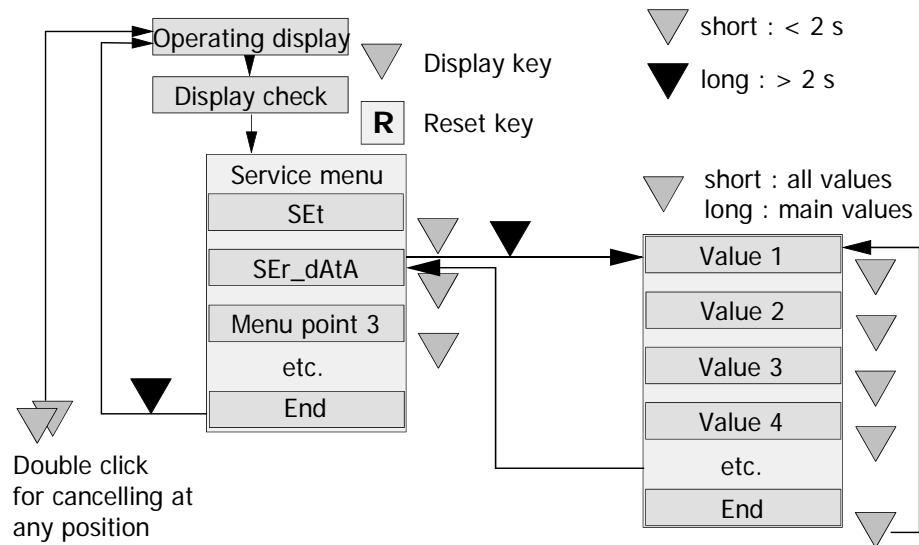 Operating display
Display check
Display key
R
Reset key
short : < 2 s
long : > 2 s
Service menu
SEt
SEr_dAtA
Menu point 3
etc.
End
Double click
for cancelling at
any position
short : all values
long : main values
Value 1
Value 2
Value 3
Value 4
etc.
End